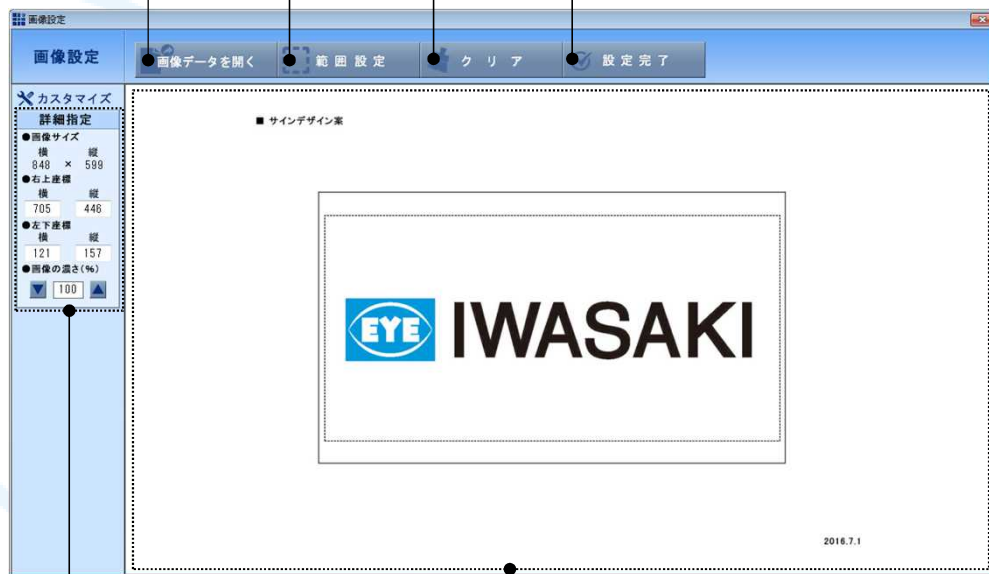 画像設定
画像設定
画像データを開く
範囲設定
クリア
設定完了
カスタマイズ
詳細指定
●画像サイズ
横 縦
848 × 599
●右上座標
横 縦
705 446
●左下座標
横 縦
121 157
●画像の濃さ(%)
▼ 100 ▲
■ サインデザイン案
EYE IWASAKI
2016.7.1